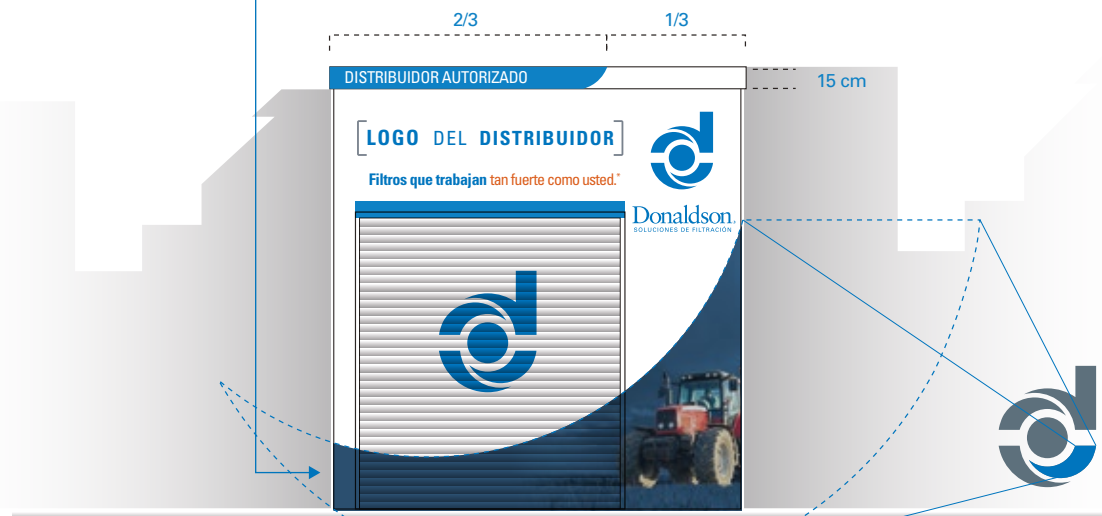 2/3
1/3
DISTRIBUIDOR AUTORIZADO
15 cm
[LOGO DEL DISTRIBUIDOR]
Filtros que trabajan tan fuerte como usted.
Donaldson.
SOLUCIONES DE FILTRACIÓN